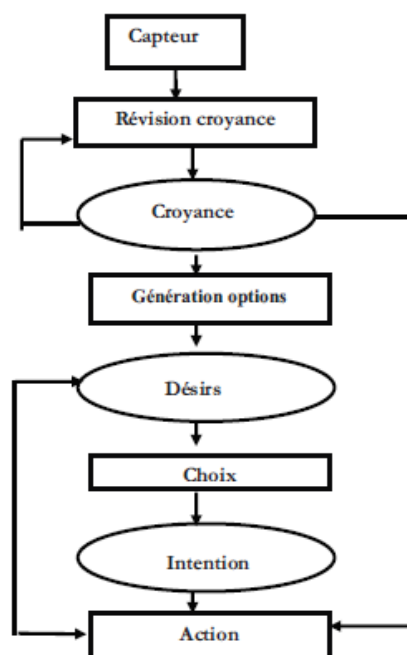 Capteur
Révision croyance
Croyance
Génération options
Désirs
Choix
Intention
Action